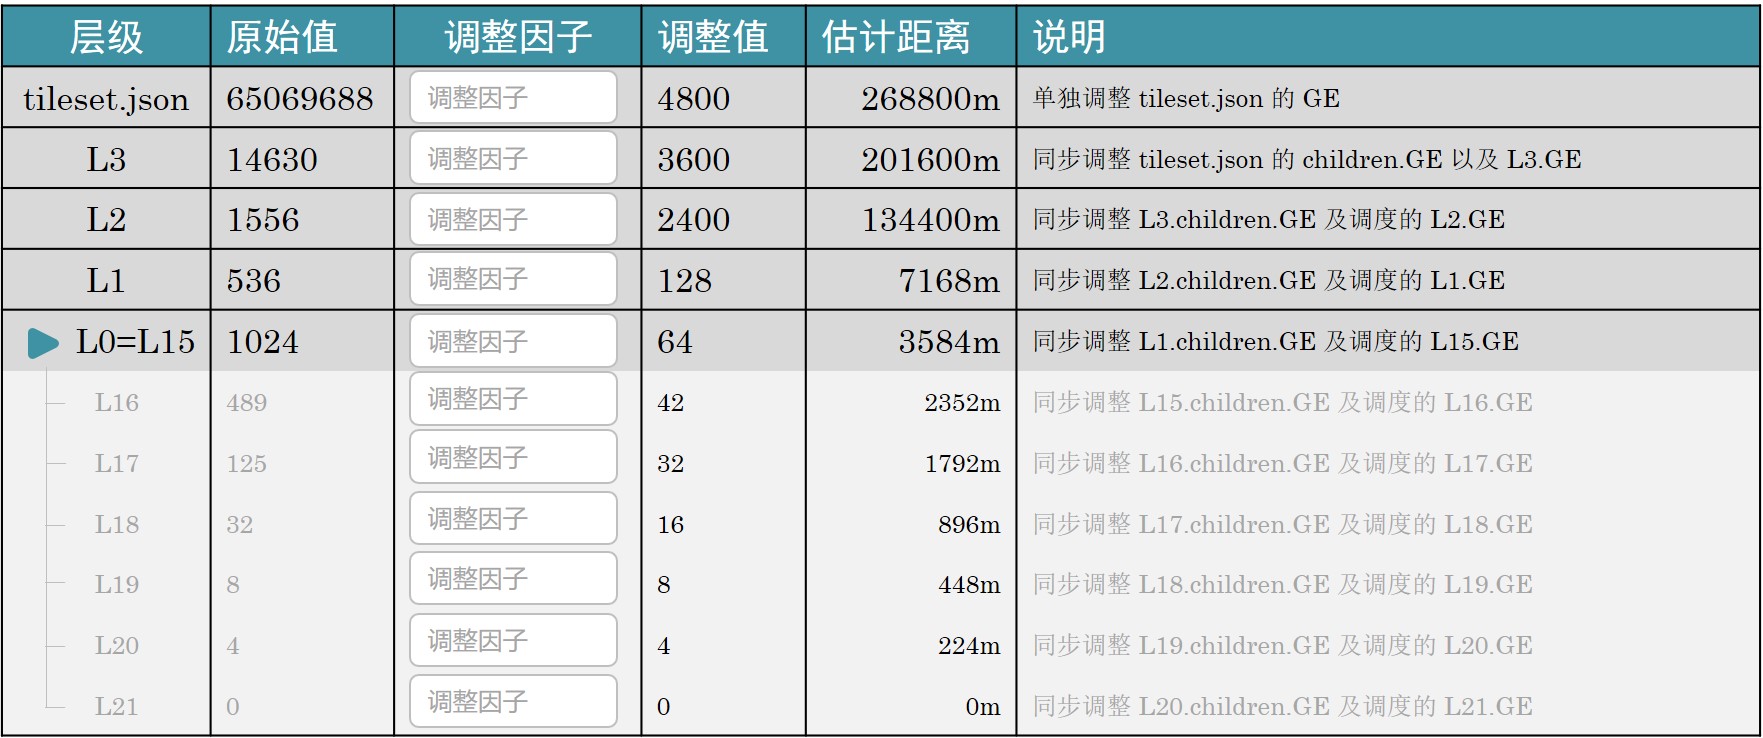 层级 原始值 调整因子 调整值 估计距离 说明
tileset.json 65069688 调整因子 4800 268800m 单独调整 tileset.json 的 GE
L3 14630 调整因子 3600 201600m 同步调整 tileset.json 的 children.GE 以及 L3.GE
L2 1556 调整因子 2400 134400m 同步调整 L3.children.GE 及调度的 L2.GE
L1 536 调整因子 128 7168m 同步调整 L2.children.GE 及调度的 L1.GE
L0=L15 1024 调整因子 64 3584m 同步调整 L1.children.GE 及调度的 L15.GE
L16 489 调整因子 42 2352m 同步调整 L15.children.GE 及调度的 L16.GE
L17 125 调整因子 32 1792m 同步调整 L16.children.GE 及调度的 L17.GE
L18 32 调整因子 16 896m 同步调整 L17.children.GE 及调度的 L18.GE
L19 8 调整因子 8 448m 同步调整 L18.children.GE 及调度的 L19.GE
L20 4 调整因子 4 224m 同步调整 L19.children.GE 及调度的 L20.GE
L21 0 调整因子 0 0m 同步调整 L20.children.GE 及调度的 L21.GE